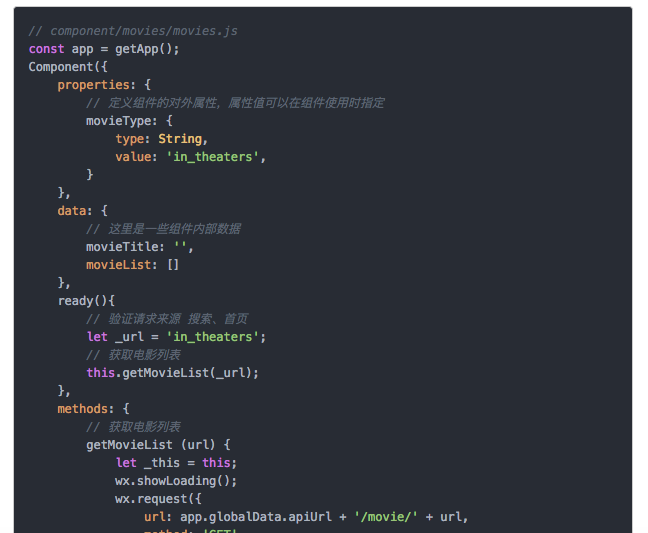 // component/movies/movies.js
const app = getApp();
Component({
    properties: {
        // 定义组件的对外属性，属性值可以在组件使用时指定
        movieType: {
            type: String,
            value: 'in_theaters',
        }
    },
    data: {
        // 这里是一些组件内部数据
        movieTitle: '',
        movieList: []
    },
    ready(){
        // 验证请求来源 搜索、首页
        let _url = 'in_theaters';
        // 获取电影列表
        this.getMovieList(_url);
    },
    methods: {
        // 获取电影列表
        getMovieList (url) {
            let _this = this;
            wx.showLoading();
            wx.request({
                url: app.globalData.apiUrl + '/movie/' + url,
                method: 'GET'